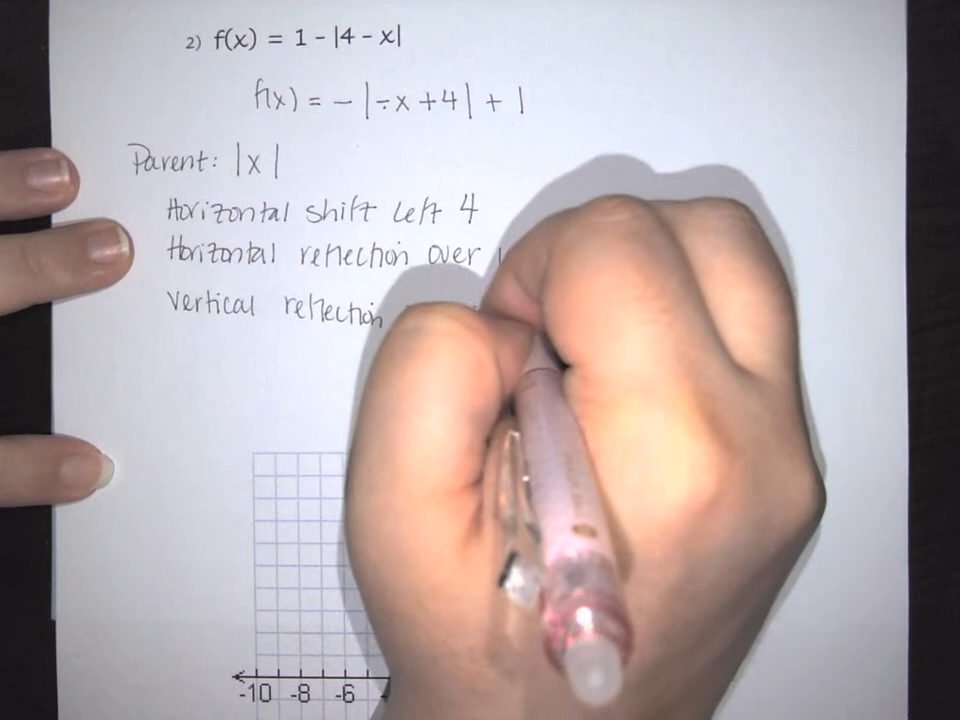 2) f(x) = 1 - |4 - x|
f(x) = - |-x +4| + 1
Parent: |x|
Horizontal shift left 4
Horizontal reflection over
Vertical reflection
-10 -8 -6